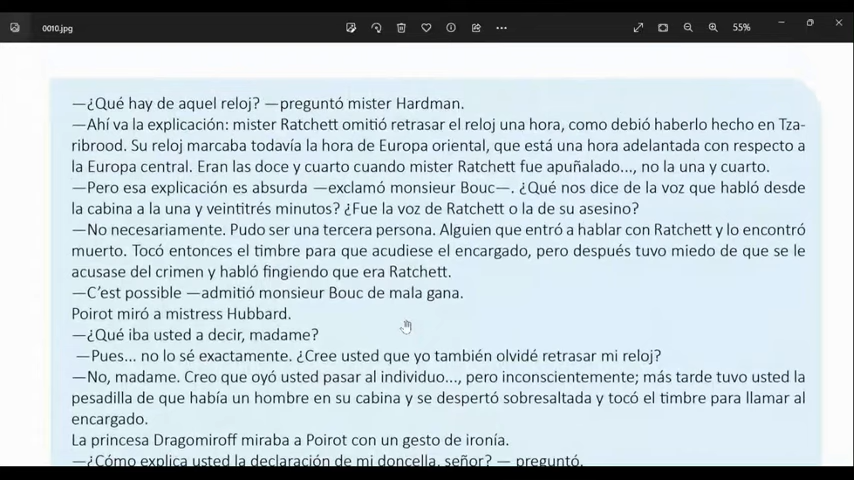 0010.jpg
55%
—¿Qué hay de aquel reloj? —preguntó mister Hardman.
—Ahí va la explicación: mister Ratchett omitió retrasar el reloj una hora, como debió haberlo hecho en Tza-
ribrood. Su reloj marcaba todavía la hora de Europa oriental, que está una hora adelantada con respecto a
la Europa central. Eran las doce y cuarto cuando mister Ratchett fue apuñalado..., no la una y cuarto.
—Pero esa explicación es absurda —exclamó monsieur Bouc—. ¿Qué nos dice de la voz que habló desde
la cabina a la una y veintitrés minutos? ¿Fue la voz de Ratchett o la de su asesino?
—No necesariamente. Pudo ser una tercera persona. Alguien que entró a hablar con Ratchett y lo encontró
muerto. Tocó entonces el timbre para que acudiese el encargado, pero después tuvo miedo de que se le
acusase del crimen y habló fingiendo que era Ratchett.
—C’est possible —admitió monsieur Bouc de mala gana.
Poirot miró a mistress Hubbard.
—¿Qué iba usted a decir, madame?
—Pues... no lo sé exactamente. ¿Cree usted que yo también olvidé retrasar mi reloj?
—No, madame. Creo que oyó usted pasar al individuo..., pero inconscientemente; más tarde tuvo usted la
pesadilla de que había un hombre en su cabina y se despertó sobresaltada y tocó el timbre para llamar al
encargado.
La princesa Dragomiroff miraba a Poirot con un gesto de ironía.
—¿Cómo explica usted la declaración de mi doncella, señor? — preguntó.